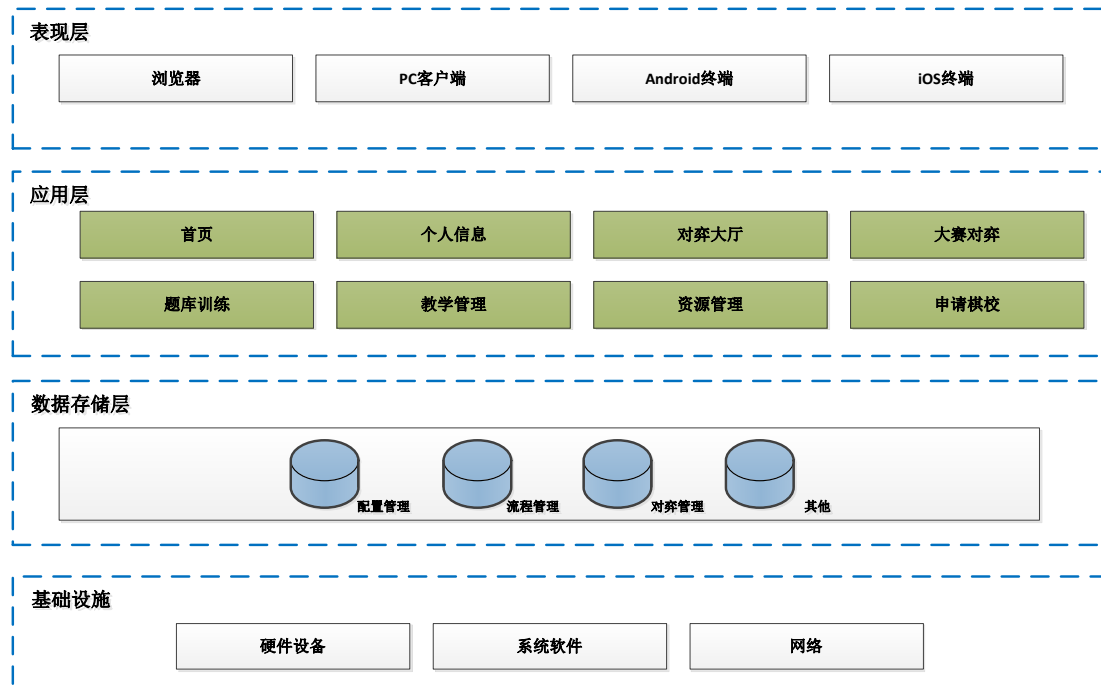 表现层
浏览器 PC客户端 Android终端 iOS终端
应用层
首页 个人信息 对弈大厅 大赛对弈
题库训练 教学管理 资源管理 申请棋校
数据存储层
配置管理 流程管理 对弈管理 其他
基础设施
硬件设备 系统软件 网络